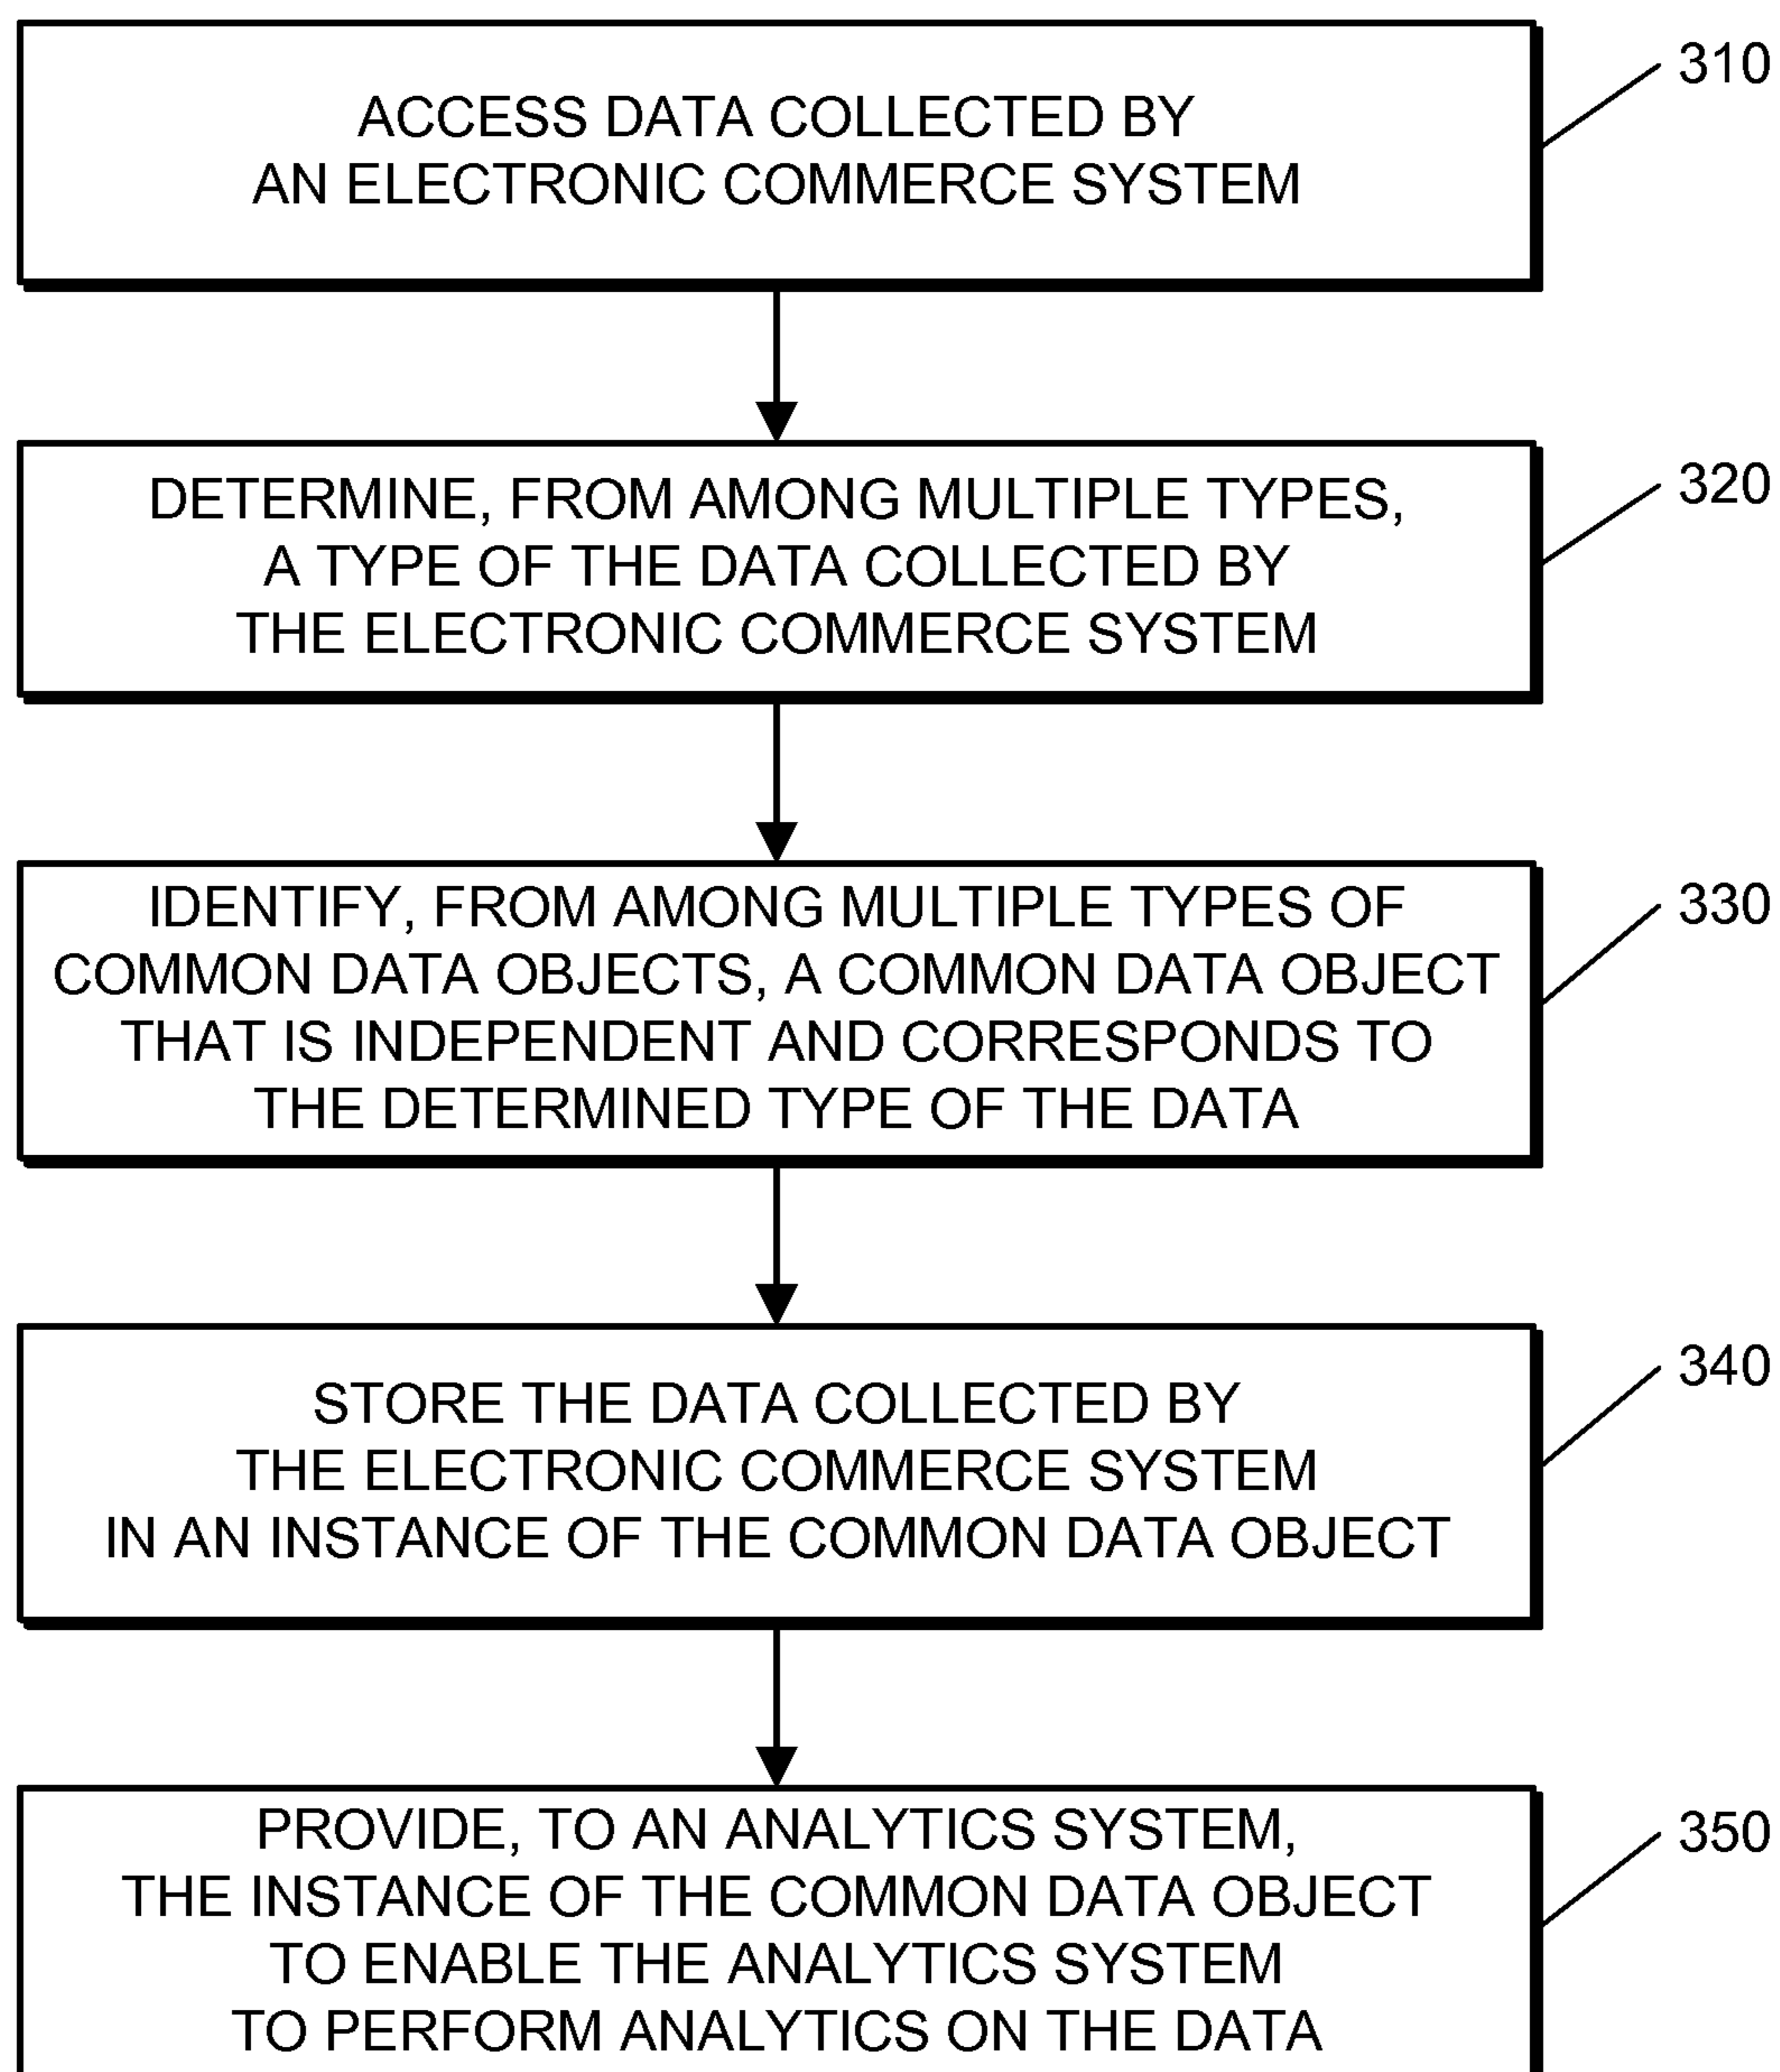 ACCESS DATA COLLECTED BY
AN ELECTRONIC COMMERCE SYSTEM
310
DETERMINE, FROM AMONG MULTIPLE TYPES,
A TYPE OF THE DATA COLLECTED BY
THE ELECTRONIC COMMERCE SYSTEM
320
IDENTIFY, FROM AMONG MULTIPLE TYPES OF
COMMON DATA OBJECTS, A COMMON DATA OBJECT
THAT IS INDEPENDENT AND CORRESPONDS TO
THE DETERMINED TYPE OF THE DATA
330
STORE THE DATA COLLECTED BY
THE ELECTRONIC COMMERCE SYSTEM
IN AN INSTANCE OF THE COMMON DATA OBJECT
340
PROVIDE, TO AN ANALYTICS SYSTEM,
THE INSTANCE OF THE COMMON DATA OBJECT
TO ENABLE THE ANALYTICS SYSTEM
TO PERFORM ANALYTICS ON THE DATA
350